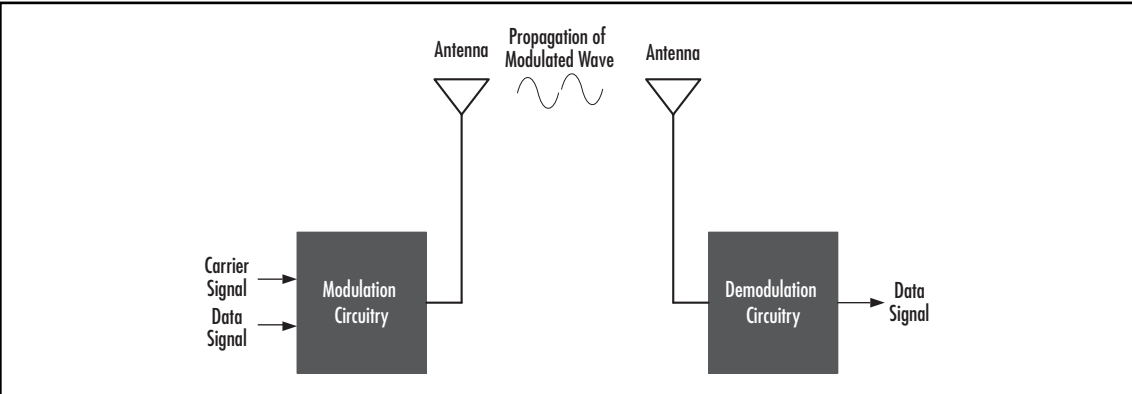 Antenna
Propagation of
Modulated Wave
Antenna
Carrier
Signal
Data
Signal
Modulation
Circuitry
Demodulation
Circuitry
Data
Signal